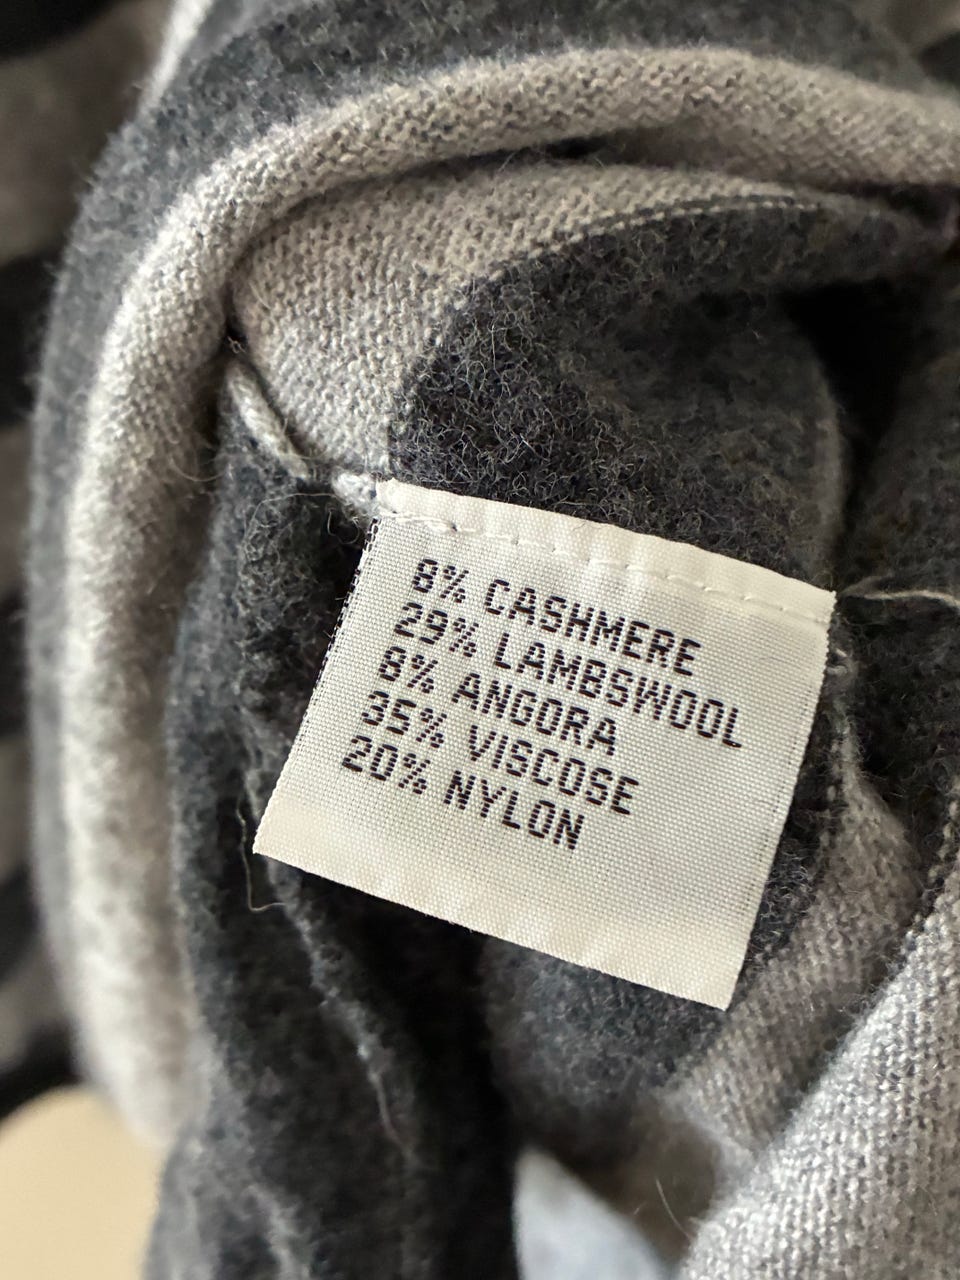 8% CASHMERE
29% LAMBSWOOL
8% ANGORA
35% VISCOSE
20% NYLON